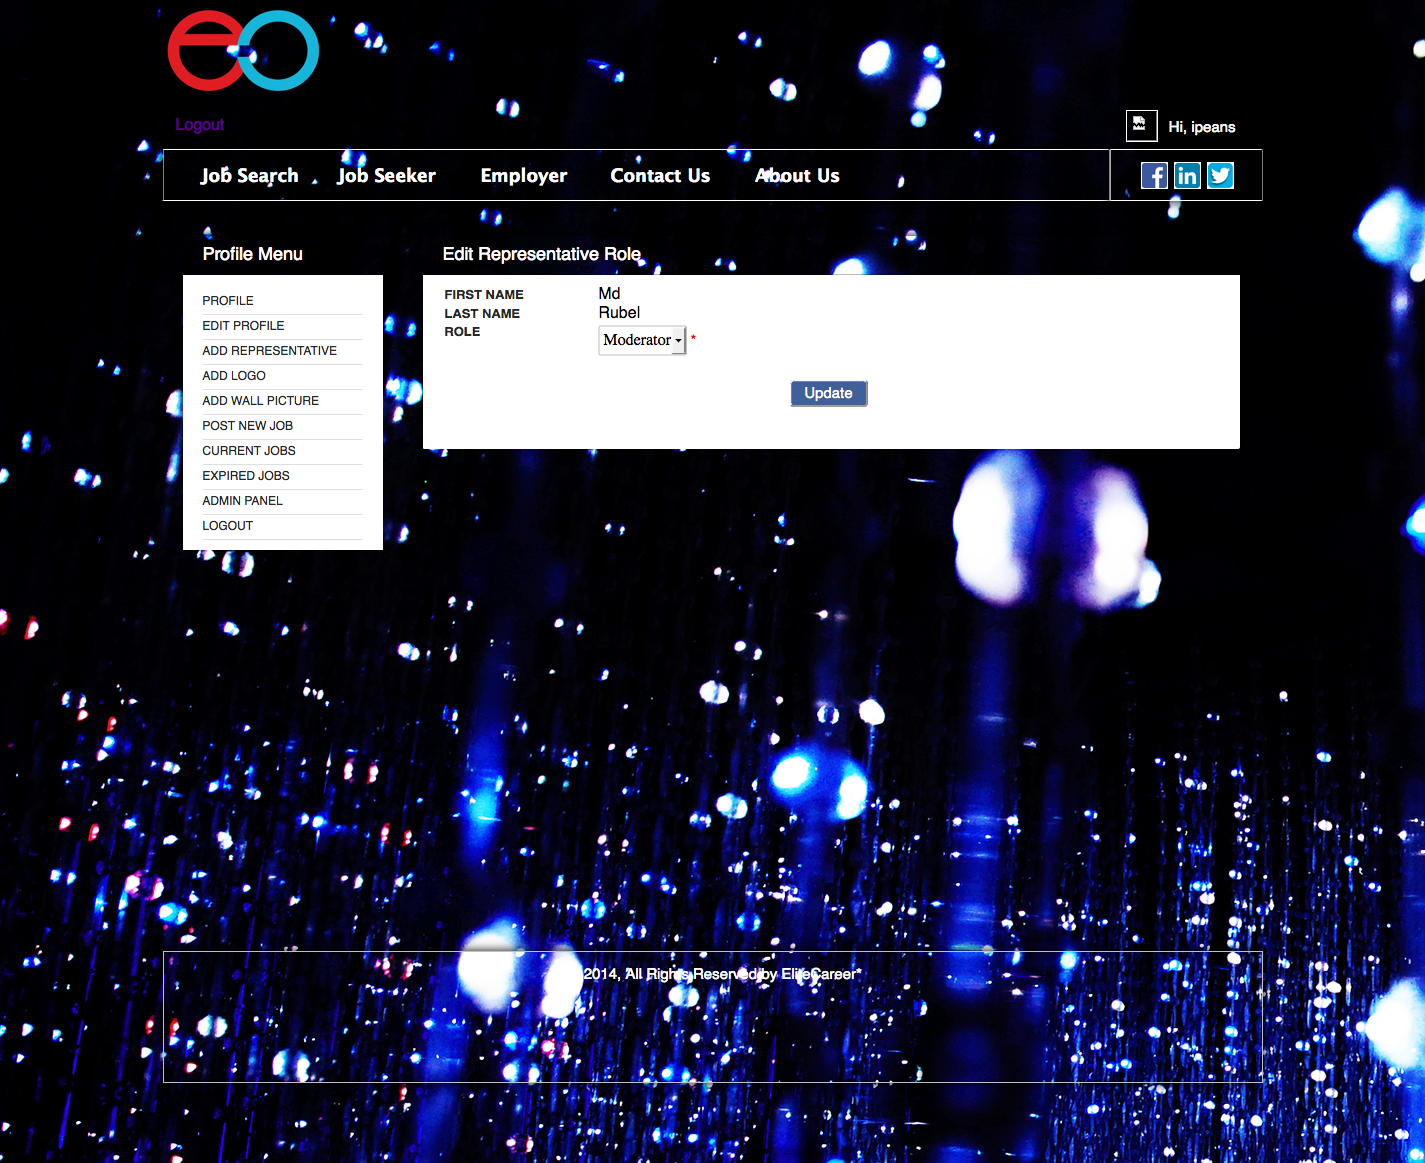 eo
Logout
Hi, ipeans
Job Search Job Seeker Employer Contact Us About Us
f in
Profile Menu
PROFILE
EDIT PROFILE
ADD REPRESENTATIVE
ADD LOGO
ADD WALL PICTURE
POST NEW JOB
CURRENT JOBS
EXPIRED JOBS
ADMIN PANEL
LOGOUT
Edit Representative Role
FIRST NAME Md
LAST NAME Rubel
ROLE Moderator *
Update
2014, All Rights Reserved by EliteCareer*